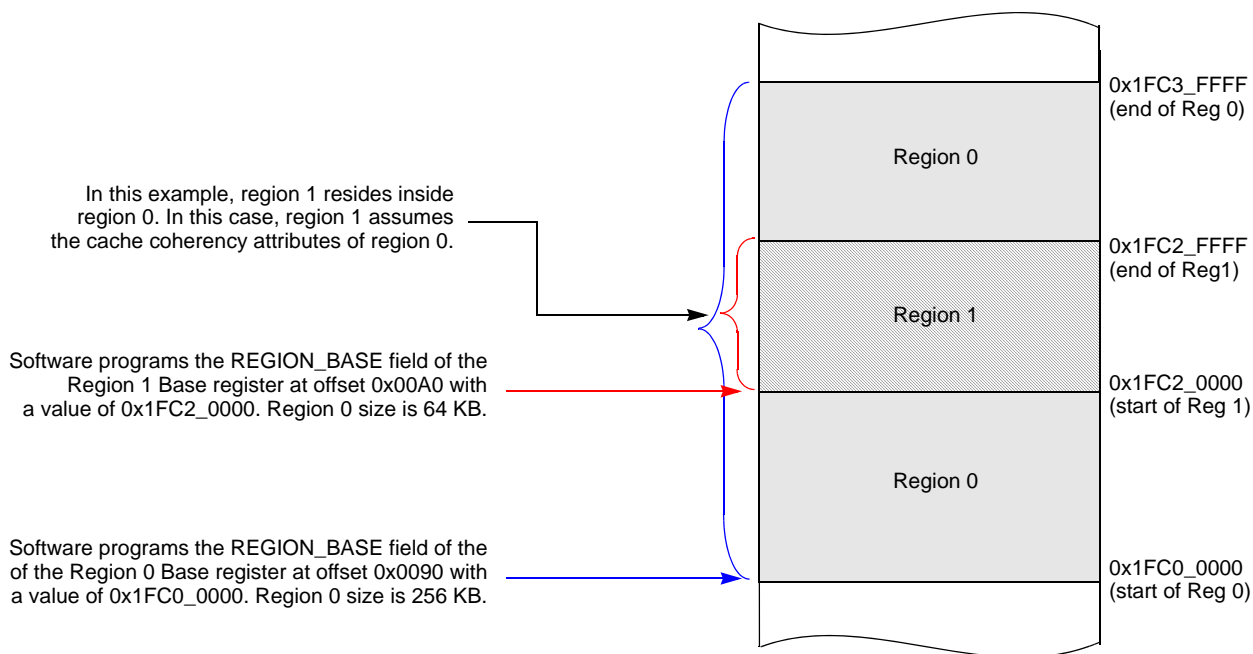 In this example, region 1 resides inside
region 0. In this case, region 1 assumes
the cache coherency attributes of region 0.
Software programs the REGION_BASE field of the
Region 1 Base register at offset 0x00A0 with
a value of 0x1FC2_0000. Region 0 size is 64 KB.
Software programs the REGION_BASE field of the
of the Region 0 Base register at offset 0x0090 with
a value of 0x1FC0_0000. Region 0 size is 256 KB.
Region 0
Region 1
Region 0
0x1FC3_FFFF
(end of Reg 0)
0x1FC2_FFFF
(end of Reg1)
0x1FC2_0000
(start of Reg 1)
0x1FC0_0000
(start of Reg 0)